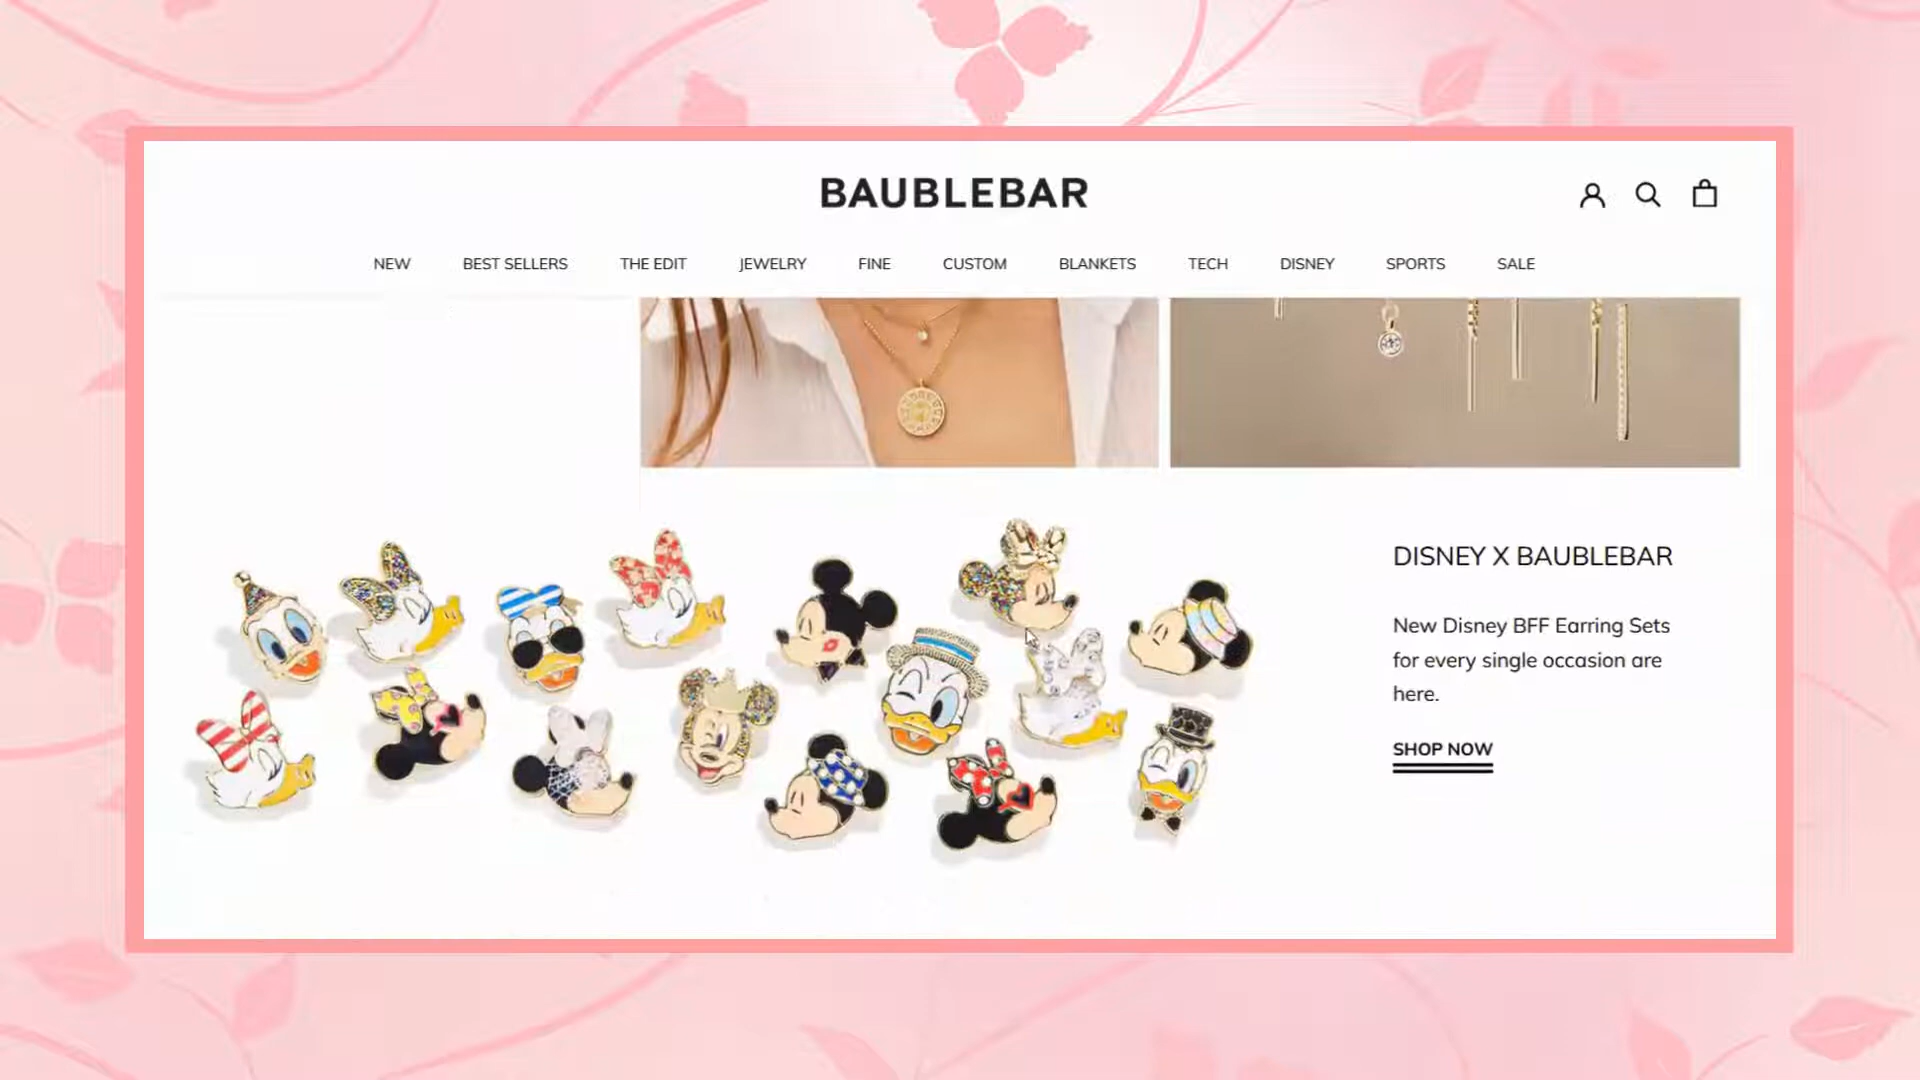 BAUBLEBAR
NEW BEST SELLERS THE EDIT JEWELRY FINE CUSTOM BLANKETS TECH DISNEY SPORTS SALE
DISNEY X BAUBLEBAR
New Disney BFF Earring Sets
for every single occasion are
here.
SHOP NOW